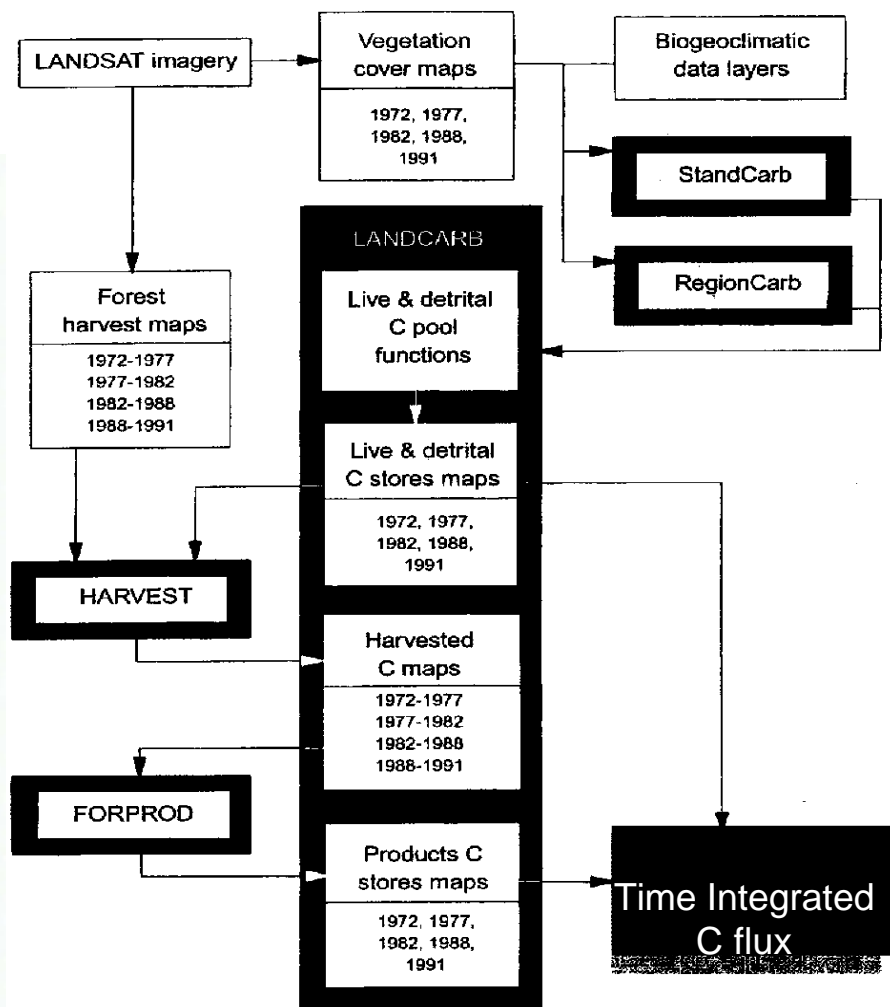 LANDSAT imagery
Vegetation
cover maps
1972, 1977,
1982, 1988,
1991
Biogeoclimatic
data layers
StandCarb
RegionCarb
LANDCARB
Live & detrital
C pool
functions
Forest
harvest maps
1972-1977
1977-1982
1982-1988
1988-1991
Live & detrital
C stores maps
1972, 1977,
1982, 1988,
1991
HARVEST
Harvested
C maps
1972-1977
1977-1982
1982-1988
1988-1991
FORPROD
Products C
stores maps
1972, 1977,
1982, 1988,
1991
Time Integrated
C flux